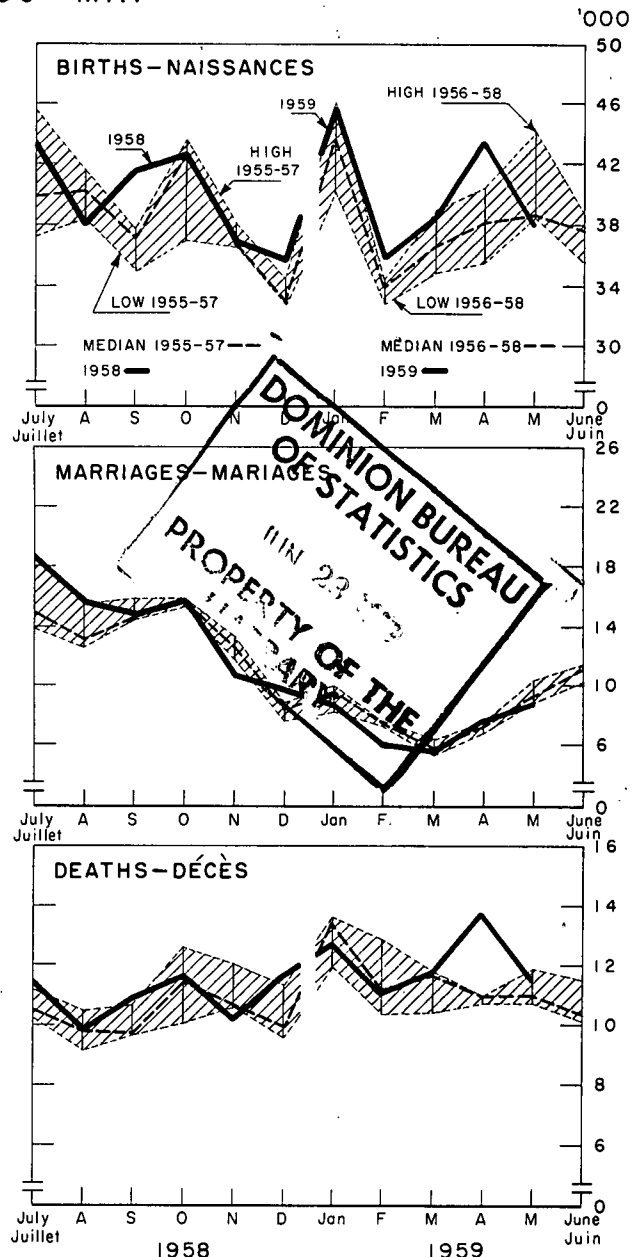 '000
50
BIRTHS–NAISSANCES
1959
HIGH 1956-58
46
1958
HIGH
1955-57
42
38
34
LOW 1955-57
LOW 1956-58
MEDIAN 1955-57
MEDIAN 1956-58
30
1958
1959
0
July A S O N D Jan F M A M June
Juillet Juin
DOMINION BUREAU
OF STATISTICS
JUN 23
PROPERTY OF THE
MARRIAGES–MARIAGES
26
22
18
14
10
6
0
July A S O N D Jan F. M A M June
Juillet Juin
16
DEATHS–DÉCÈS
14
12
10
8
6
0
July A S O N D Jan F M A M June
Juillet Juin
1958 1959